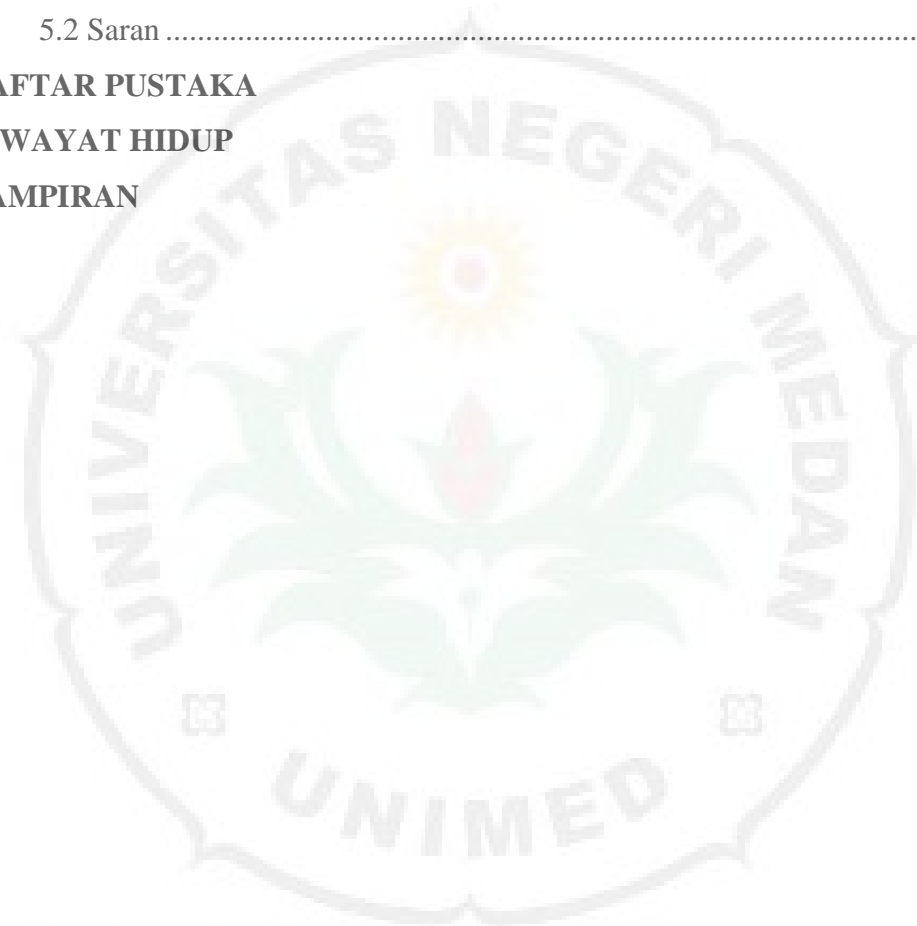 5.2 Saran ............................................................................................
AFTAR PUSTAKA
WAYAT HIDUP
AMPIRAN
UNIVERSITAS NEGERI MEDAN
UNIMED